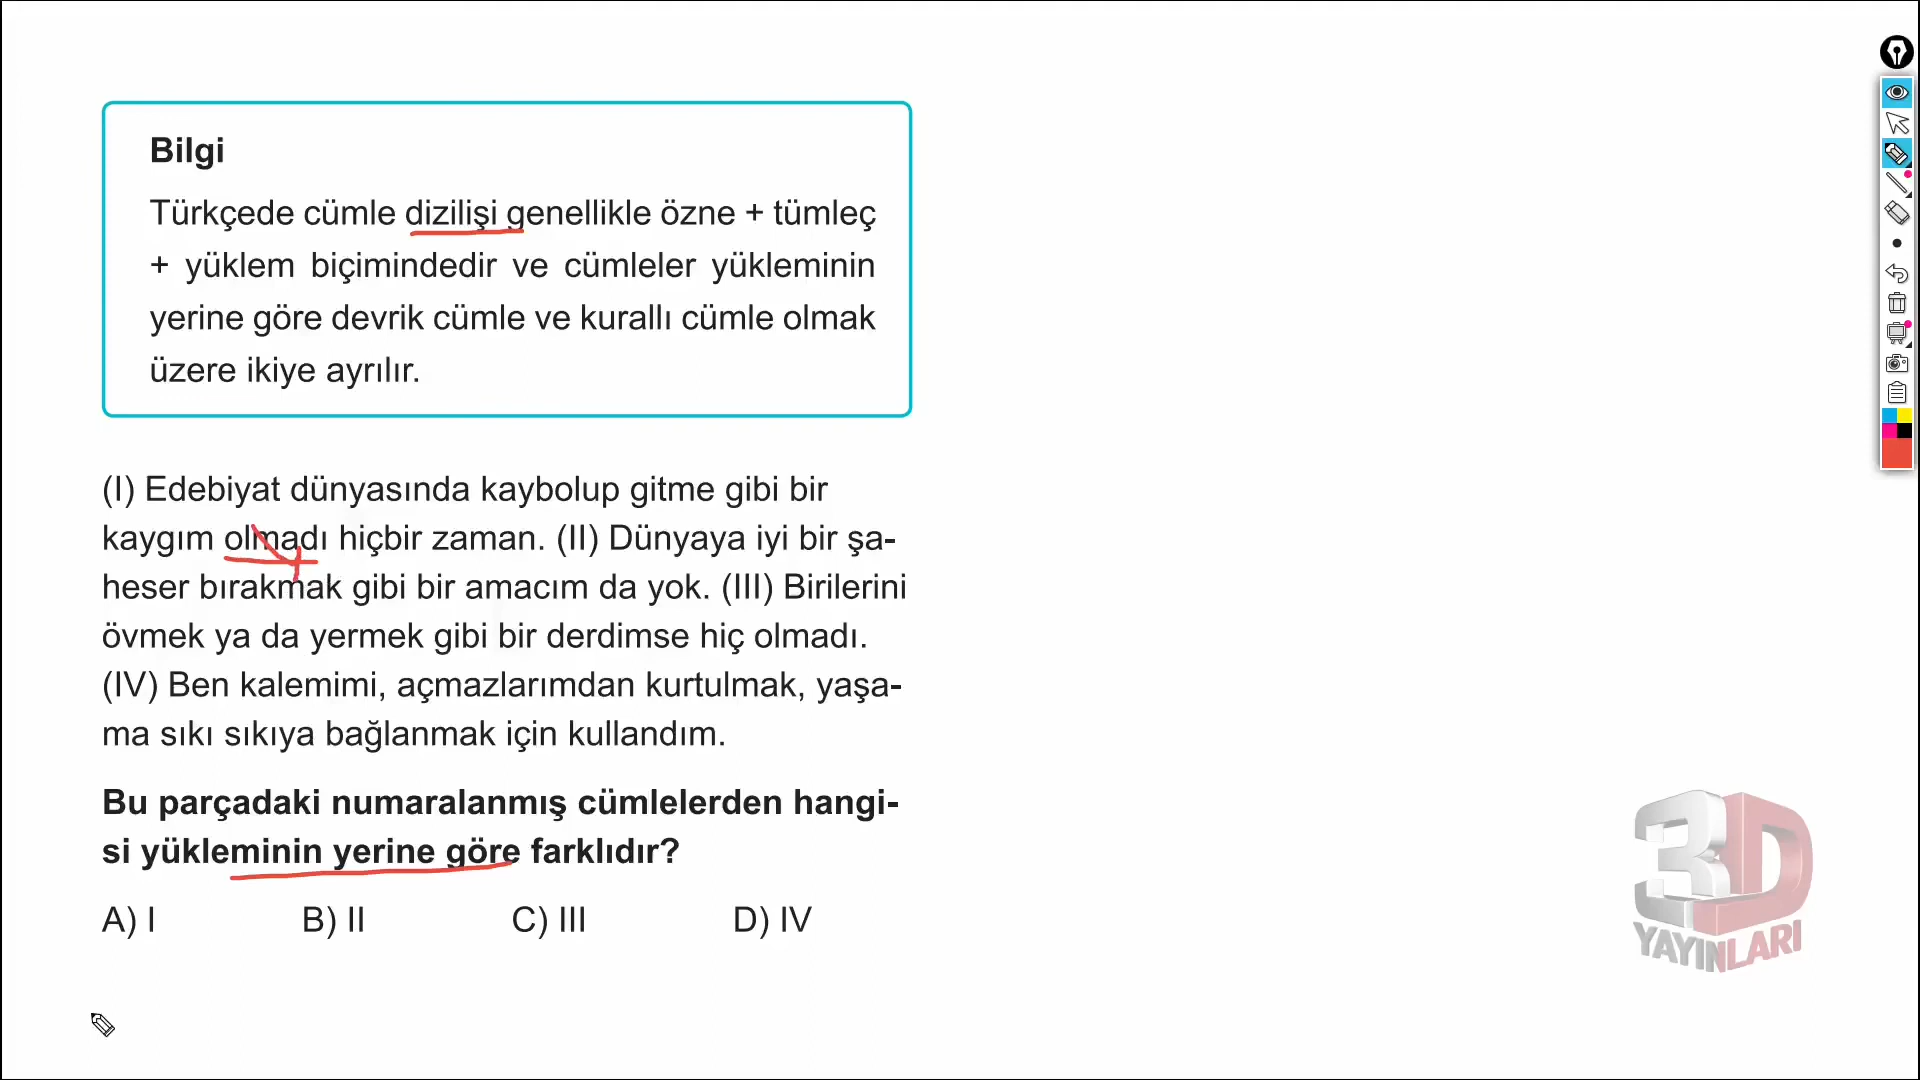 Bilgi
Türkçede cümle dizilişi genellikle özne + tümleç
+ yüklem biçimindedir ve cümleler yükleminin
yerine göre devrik cümle ve kurallı cümle olmak
üzere ikiye ayrılır.
(I) Edebiyat dünyasında kaybolup gitme gibi bir
kaygım olmadı hiçbir zaman. (II) Dünyaya iyi bir şa-
heser bırakmak gibi bir amacım da yok. (III) Birilerini
övmek ya da yermek gibi bir derdimse hiç olmadı.
(IV) Ben kalemimi, açmazlarımdan kurtulmak, yaşa-
ma sıkı sıkıya bağlanmak için kullandım.
Bu parçadaki numaralanmış cümlelerden hangi-
si yükleminin yerine göre farklıdır?
A) I B) II C) III D) IV
3D
YAYINLARI